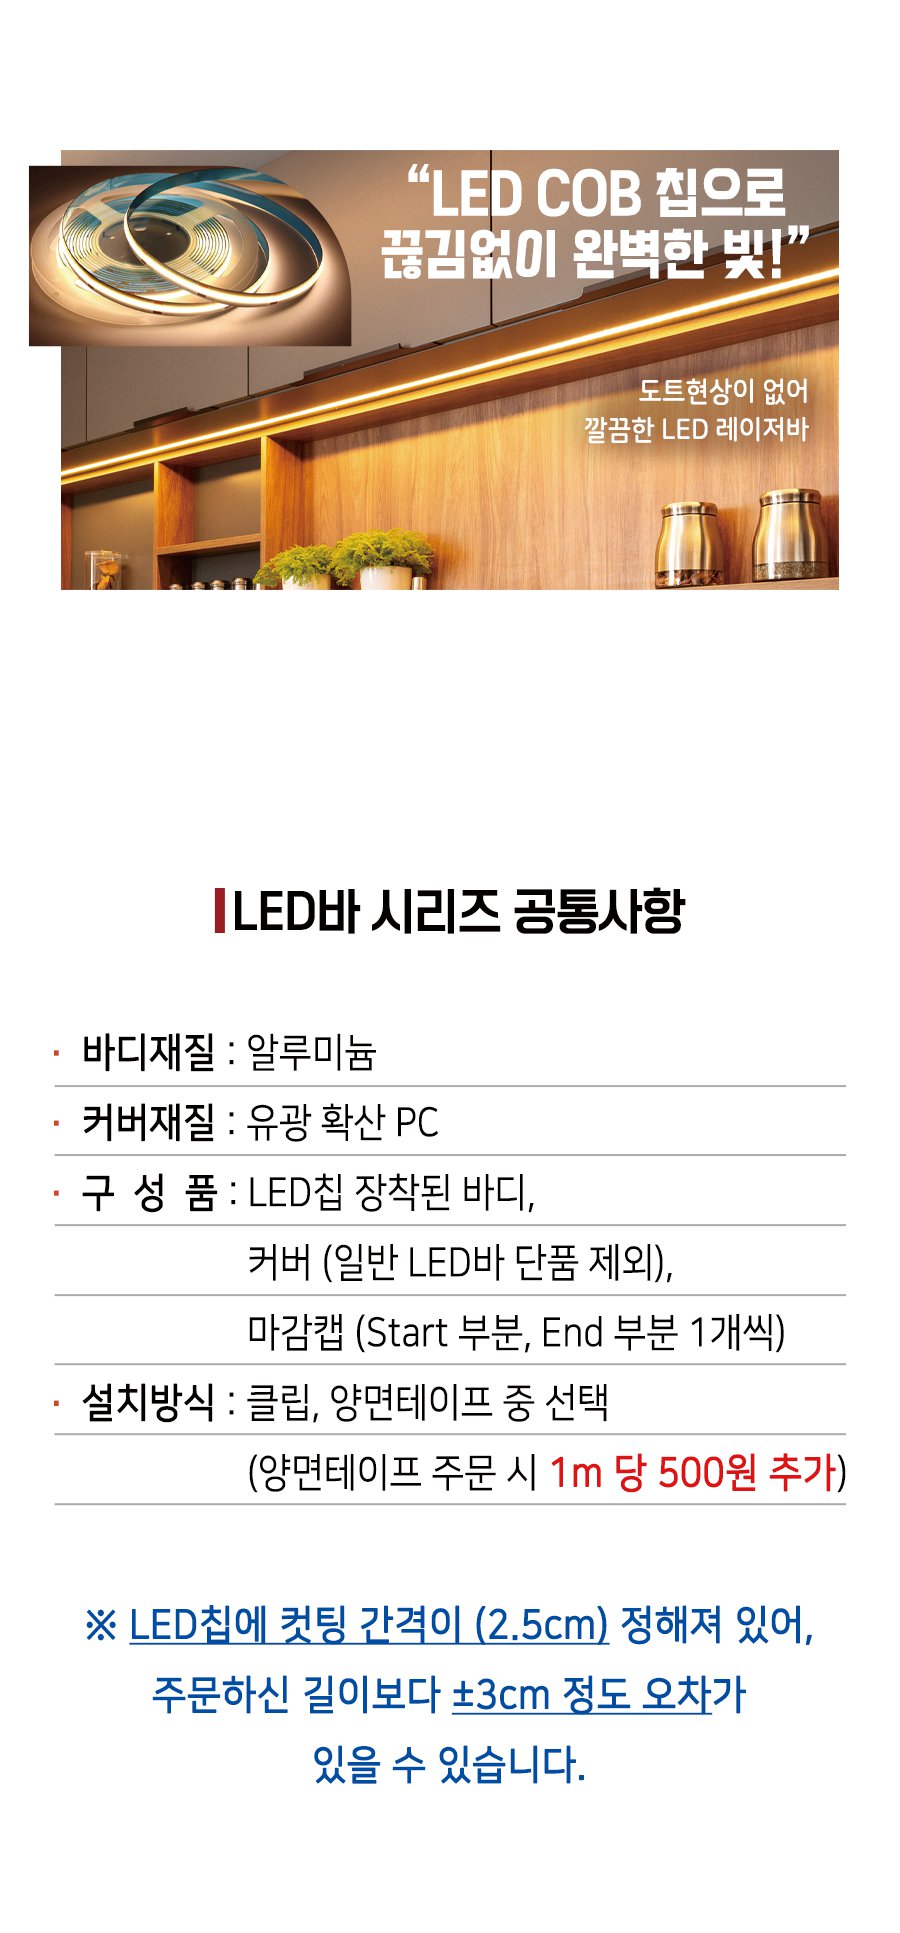 “LED COB 칩으로
끊김없이 완벽한 빛!”
도트현상이 없어
깔끔한 LED 레이저바
LED바 시리즈 공통사항
· 바디재질 : 알루미늄
· 커버재질 : 유광 확산 PC
· 구 성 품 : LED칩 장착된 바디,
커버 (일반 LED바 단품 제외),
마감캡 (Start 부분, End 부분 1개씩)
· 설치방식 : 클립, 양면테이프 중 선택
(양면테이프 주문 시 1m 당 500원 추가)
※ LED칩에 컷팅 간격이 (2.5cm) 정해져 있어,
주문하신 길이보다 ±3cm 정도 오차가
있을 수 있습니다.